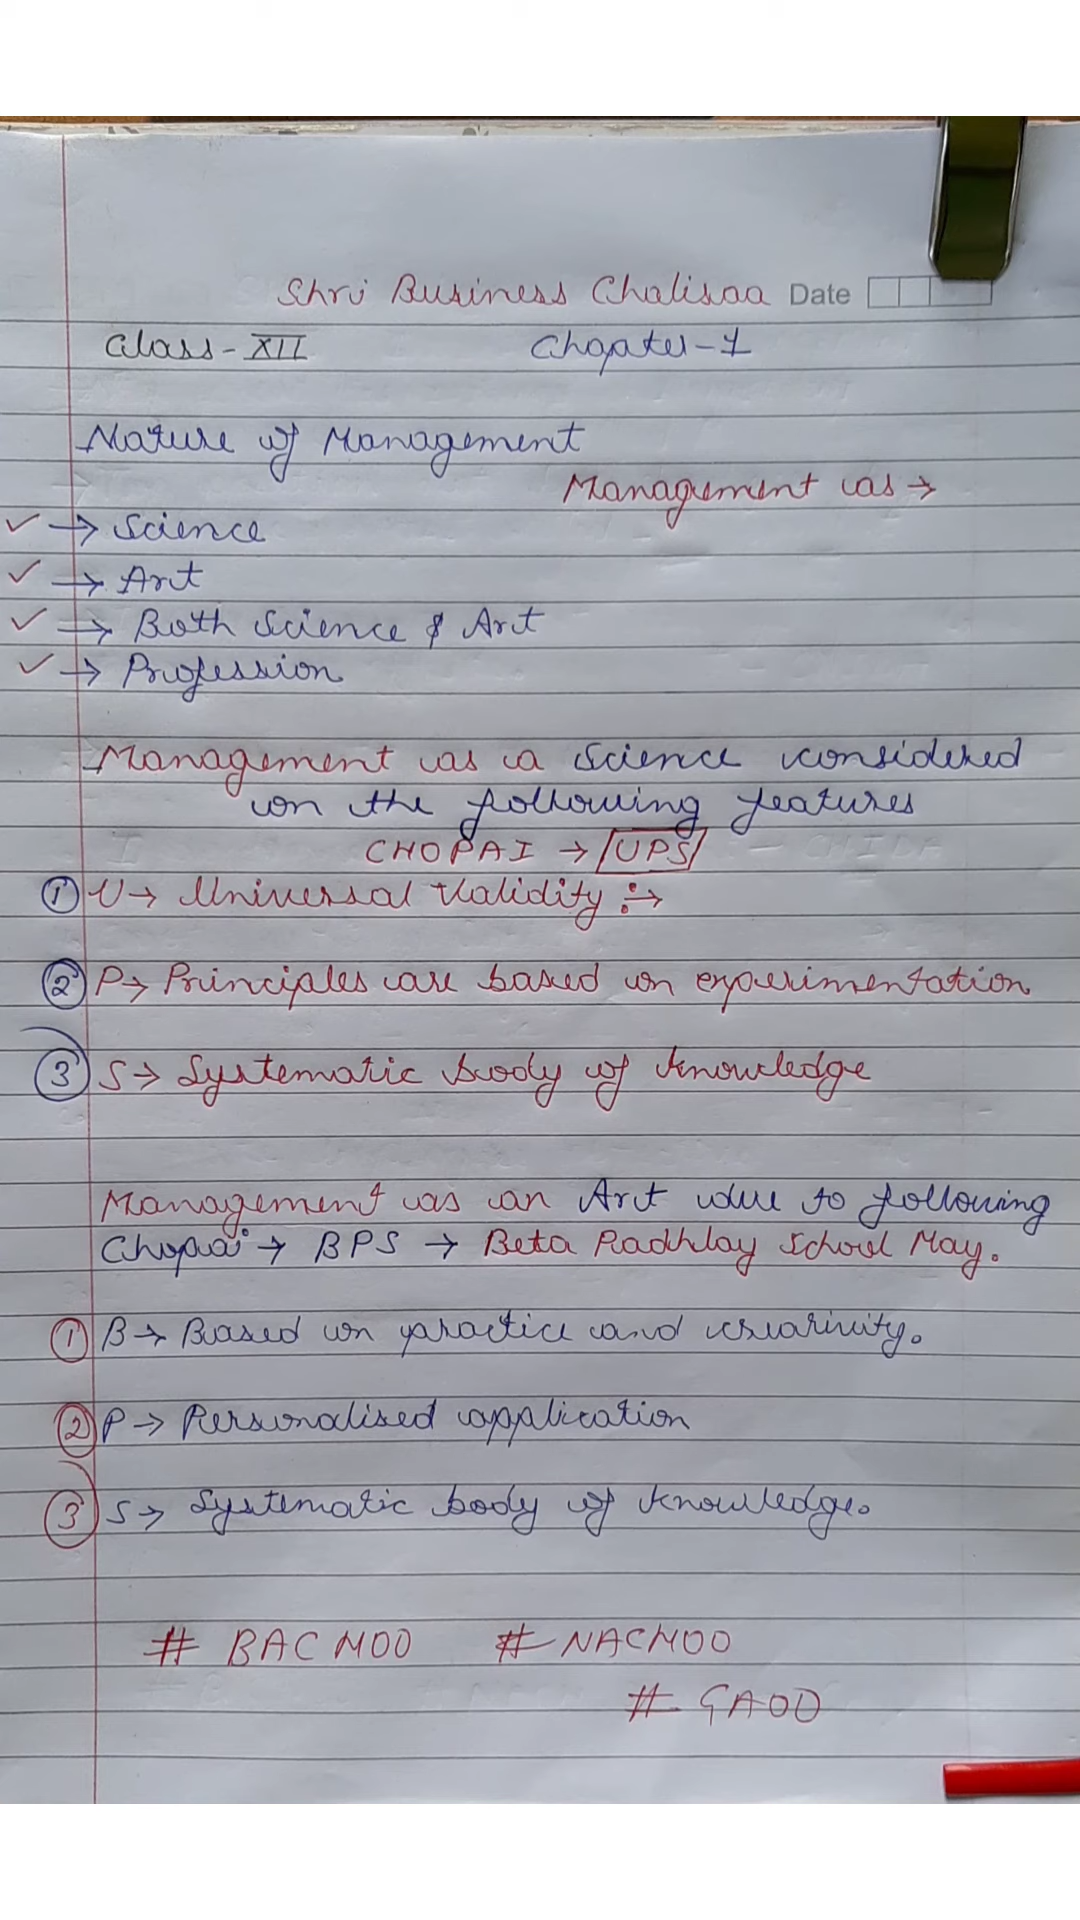 Shri Business Chalisaa Date
Class-XII Chapter-1
Nature of Management
Management as →
→ Science
→ Art
→ Both Science & Art
→ Profession
Management as a Science considered
on the following features
CHOPAI → UPS
① U → Universal Validity :→
② P → Principles are based on experimentation
③ S → Systematic body of knowledge
Management as an Art due to following
Chopai → BPS → Beta Padhlay School May.
① B → Based on practice and creativity.
② P → Personalised application
③ S → Systematic body of knowledge.
# BACMOO # NACMOO
# GAOD